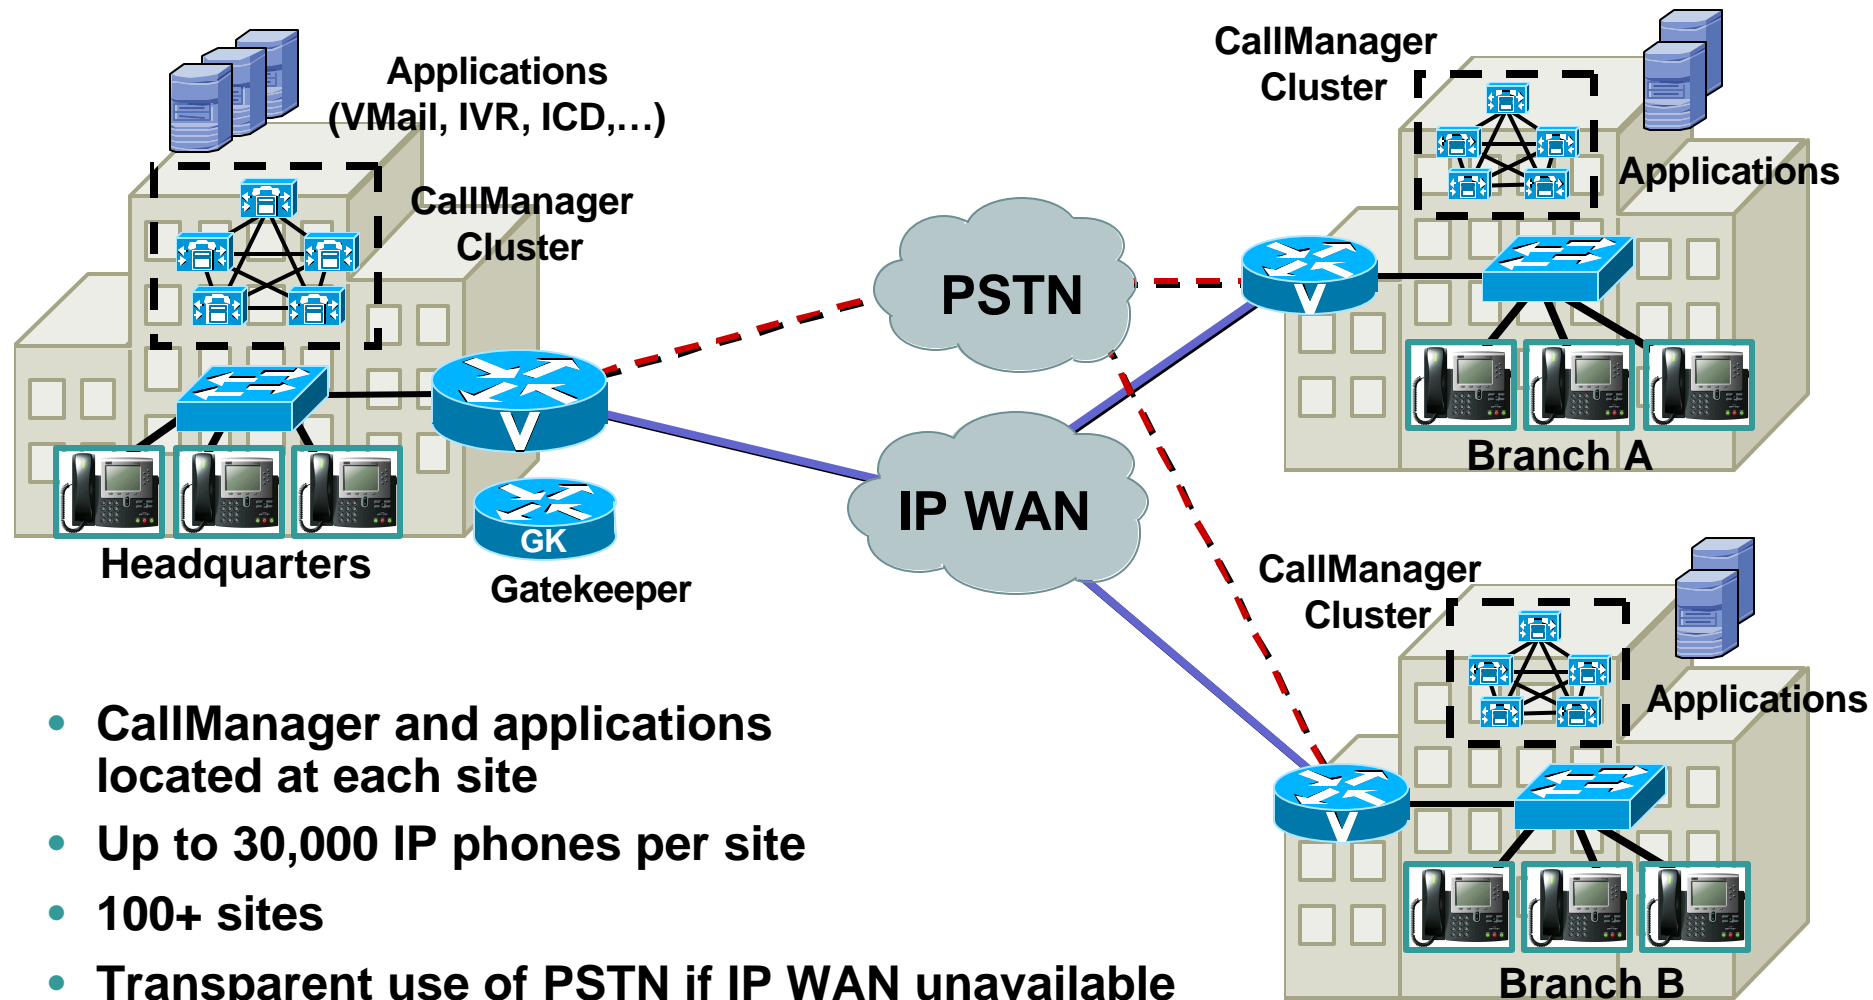 Applications
(VMail, IVR, ICD,...)
CallManager
Cluster
V
Headquarters
GK
Gatekeeper
PSTN
IP WAN
CallManager
Cluster
Applications
V
Branch A
CallManager
Cluster
Applications
V
Branch B
• CallManager and applications
located at each site
• Up to 30,000 IP phones per site
• 100+ sites
• Transparent use of PSTN if IP WAN unavailable